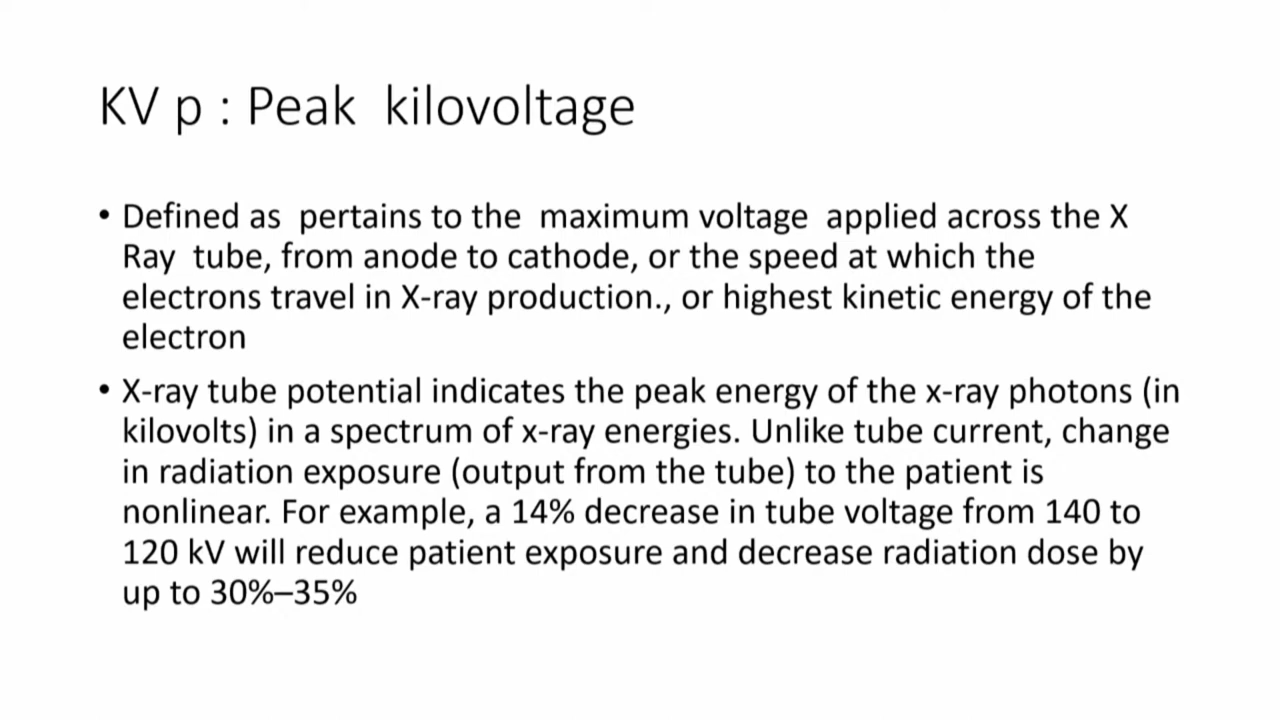 KV p : Peak kilovoltage
• Defined as pertains to the maximum voltage applied across the X
Ray tube, from anode to cathode, or the speed at which the
electrons travel in X-ray production., or highest kinetic energy of the
electron
• X-ray tube potential indicates the peak energy of the x-ray photons (in
kilovolts) in a spectrum of x-ray energies. Unlike tube current, change
in radiation exposure (output from the tube) to the patient is
nonlinear. For example, a 14% decrease in tube voltage from 140 to
120 kV will reduce patient exposure and decrease radiation dose by
up to 30%–35%